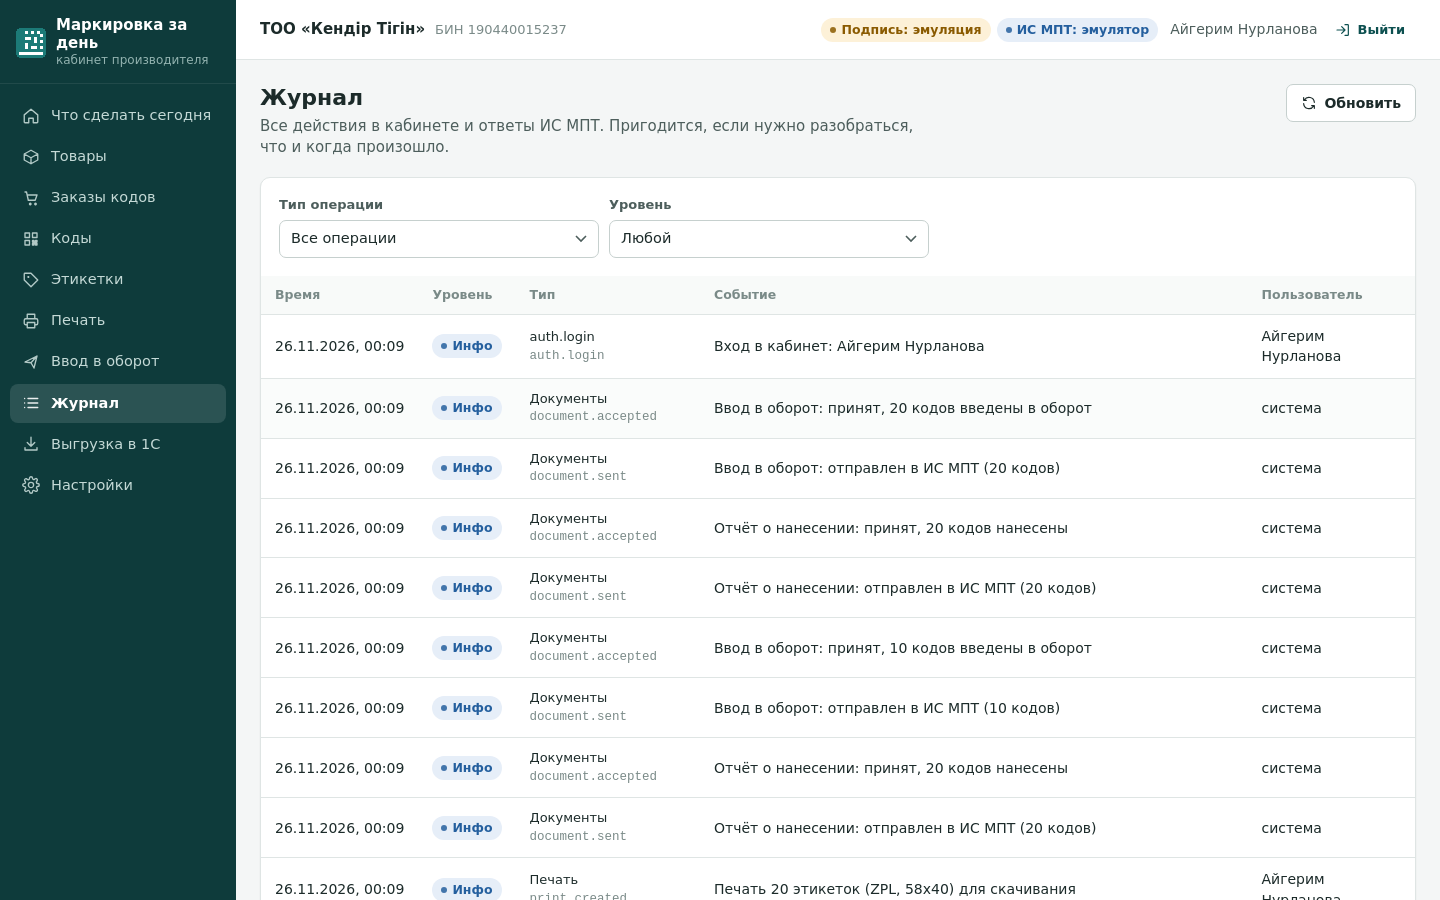 Маркировка за
день
кабинет производителя
ТОО «Кендір Тігін» БИН 190440015237
Подпись: эмуляция
ИС МПТ: эмулятор
Айгерим Нурланова
Выйти
Что сделать сегодня
Товары
Заказы кодов
Коды
Этикетки
Печать
Ввод в оборот
Журнал
Выгрузка в 1С
Настройки
Журнал
Обновить
Все действия в кабинете и ответы ИС МПТ. Пригодится, если нужно разобраться,
что и когда произошло.
Тип операции Уровень
Все операции Любой
Время Уровень Тип Событие Пользователь
26.11.2026, 00:09 Инфо auth.login Вход в кабинет: Айгерим Нурланова Айгерим
auth.login Нурланова
26.11.2026, 00:09 Инфо Документы Ввод в оборот: принят, 20 кодов введены в оборот система
document.accepted
26.11.2026, 00:09 Инфо Документы Ввод в оборот: отправлен в ИС МПТ (20 кодов) система
document.sent
26.11.2026, 00:09 Инфо Документы Отчёт о нанесении: принят, 20 кодов нанесены система
document.accepted
26.11.2026, 00:09 Инфо Документы Отчёт о нанесении: отправлен в ИС МПТ (20 кодов) система
document.sent
26.11.2026, 00:09 Инфо Документы Ввод в оборот: принят, 10 кодов введены в оборот система
document.accepted
26.11.2026, 00:09 Инфо Документы Ввод в оборот: отправлен в ИС МПТ (10 кодов) система
document.sent
26.11.2026, 00:09 Инфо Документы Отчёт о нанесении: принят, 20 кодов нанесены система
document.accepted
26.11.2026, 00:09 Инфо Документы Отчёт о нанесении: отправлен в ИС МПТ (20 кодов) система
document.sent
26.11.2026, 00:09 Инфо Печать Печать 20 этикеток (ZPL, 58x40) для скачивания Айгерим
print.created Нурланова